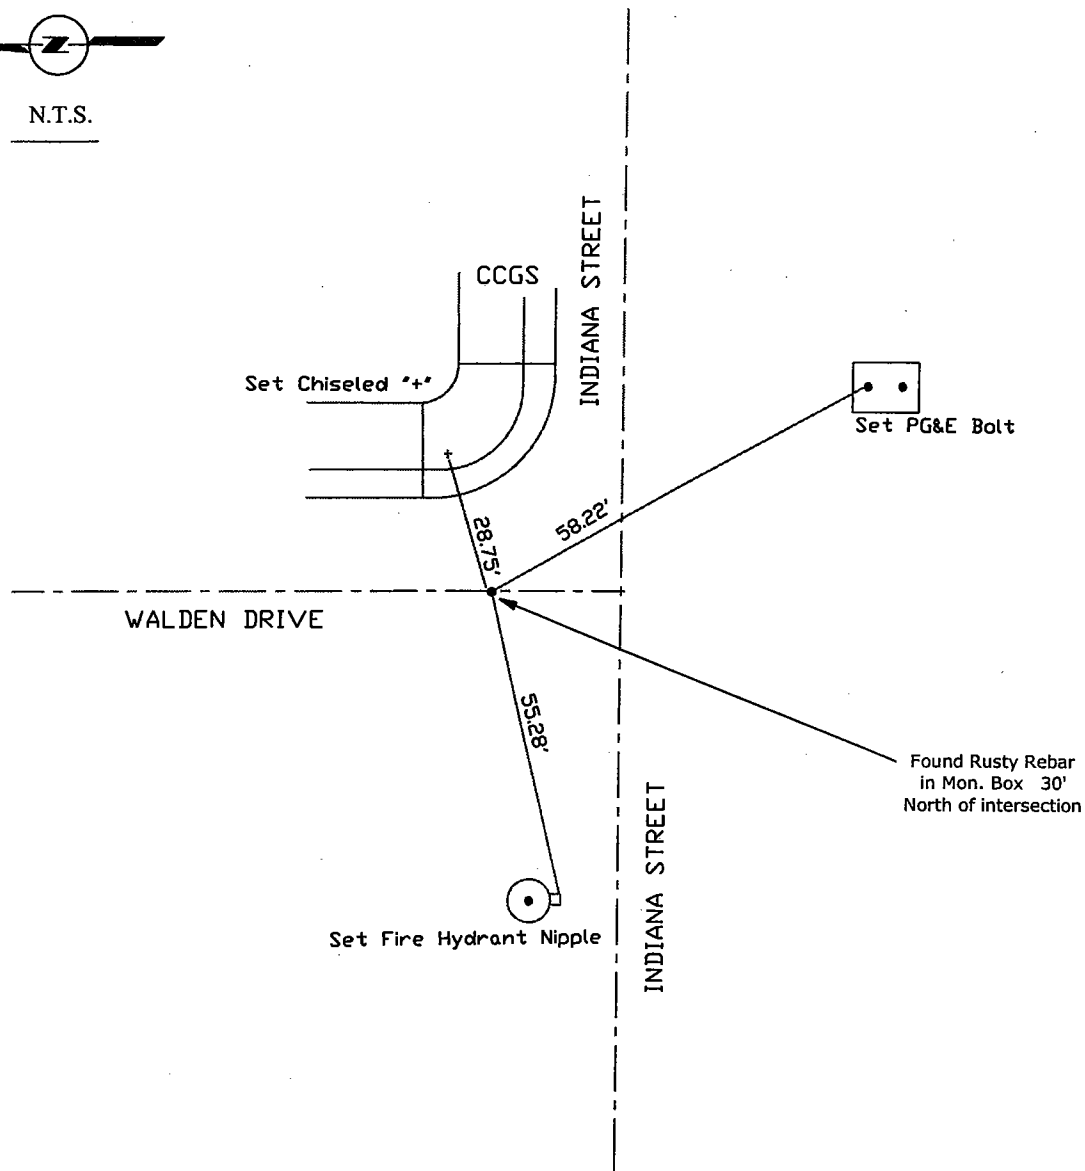 Z
N.T.S.
CCGS
INDIANA STREET
Set Chiseled "+"
Set PG&E Bolt
58.22'
28.75'
WALDEN DRIVE
55.28'
Found Rusty Rebar
in Mon. Box 30'
North of intersection
INDIANA STREET
Set Fire Hydrant Nipple